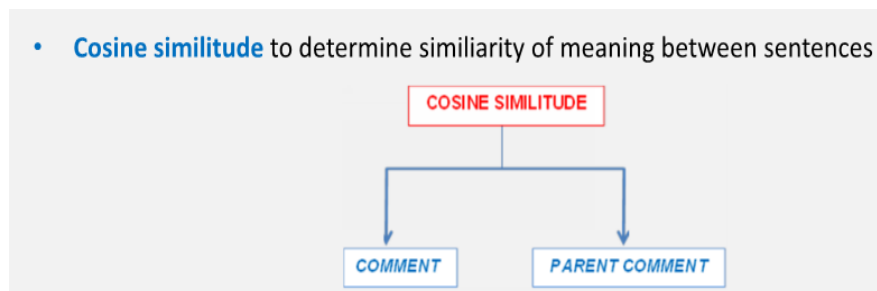 • Cosine similitude to determine similiarity of meaning between sentences
COSINE SIMILITUDE
COMMENT
PARENT COMMENT